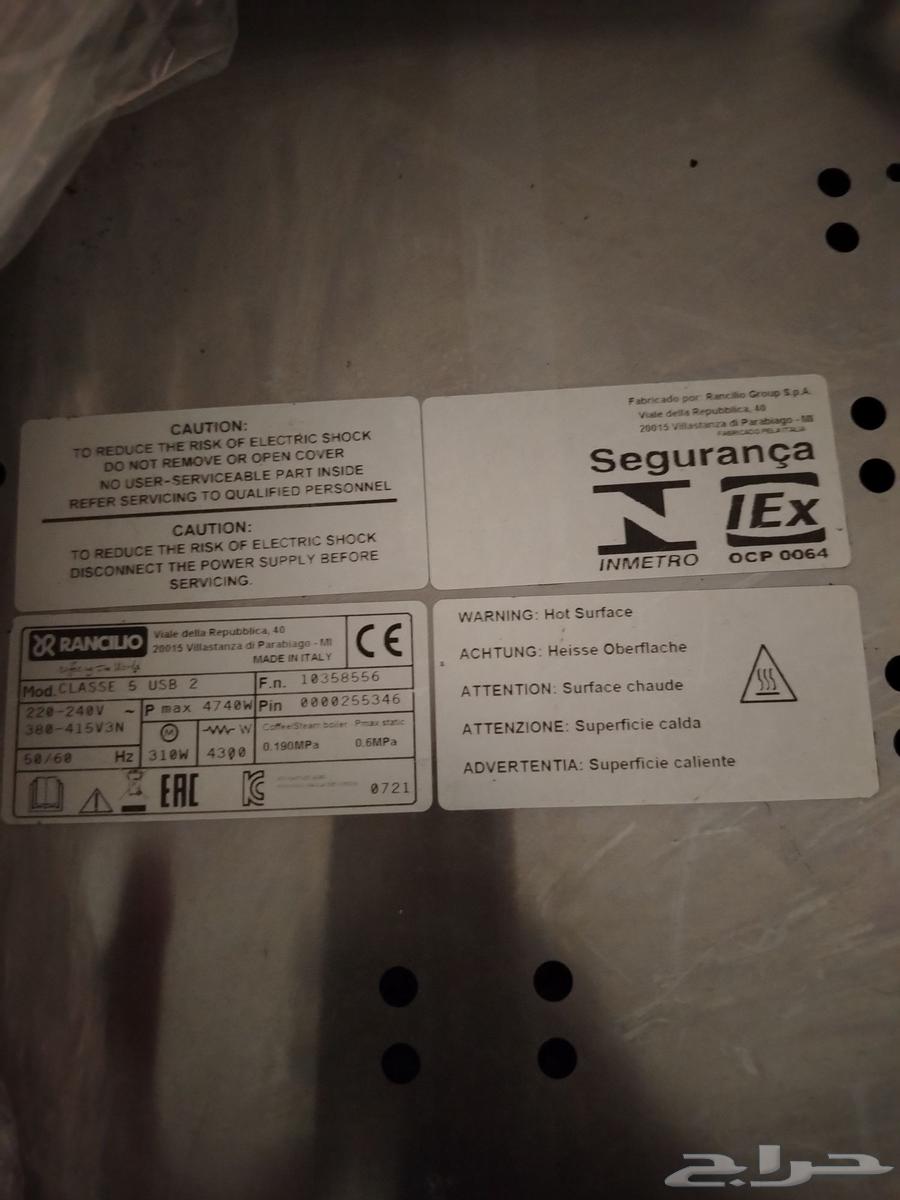 CAUTION:
TO REDUCE THE RISK OF ELECTRIC SHOCK
DO NOT REMOVE OR OPEN COVER
NO USER-SERVICEABLE PART INSIDE
REFER SERVICING TO QUALIFIED PERSONNEL
CAUTION:
TO REDUCE THE RISK OF ELECTRIC SHOCK
DISCONNECT THE POWER SUPPLY BEFORE
SERVICING.
Fabricado por: Rancilio Group S.p.A.
Viale della Repubblica, 40
20015 Villastanza di Parabiago - MI
FABRICADO PELA ITALIA
Segurança
INMETRO
IEx
OCP 0064
RANCILIO
Viale della Repubblica, 40
20015 Villastanza di Parabiago - MI
MADE IN ITALY
CE
Mod. CLASSE 5 USB 2
F.n. 10358556
220-240V ~
380-415V3N
P max 4740W
Pin 0000255346
50/60 Hz
M
310W
W
4300
Coffee/Steam boiler
0.190MPa
Pmax static
0.6MPa
EAC
KC
0721
WARNING: Hot Surface
ACHTUNG: Heisse Oberflache
ATTENTION: Surface chaude
ATTENZIONE: Superficie calda
ADVERTENTIA: Superficie caliente
حراج